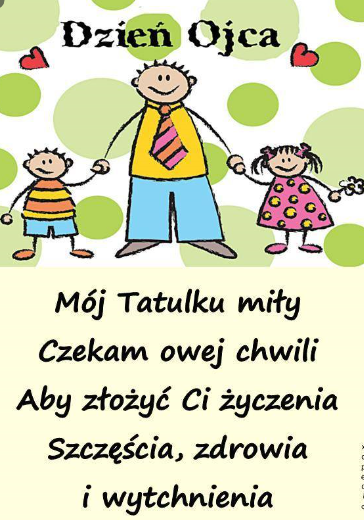 Dzień Ojca
Mój Tatulku miły
Czekam owej chwili
Aby złożyć Ci życzenia
Szczęścia, zdrowia
i wytchnienia